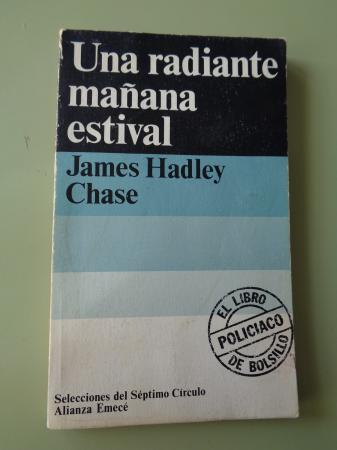 Una radiante
mañana
estival
James Hadley
Chase
EL LIBRO
POLICIACO
DE BOLSILLO
Selecciones del Séptimo Círculo
Alianza Emecé